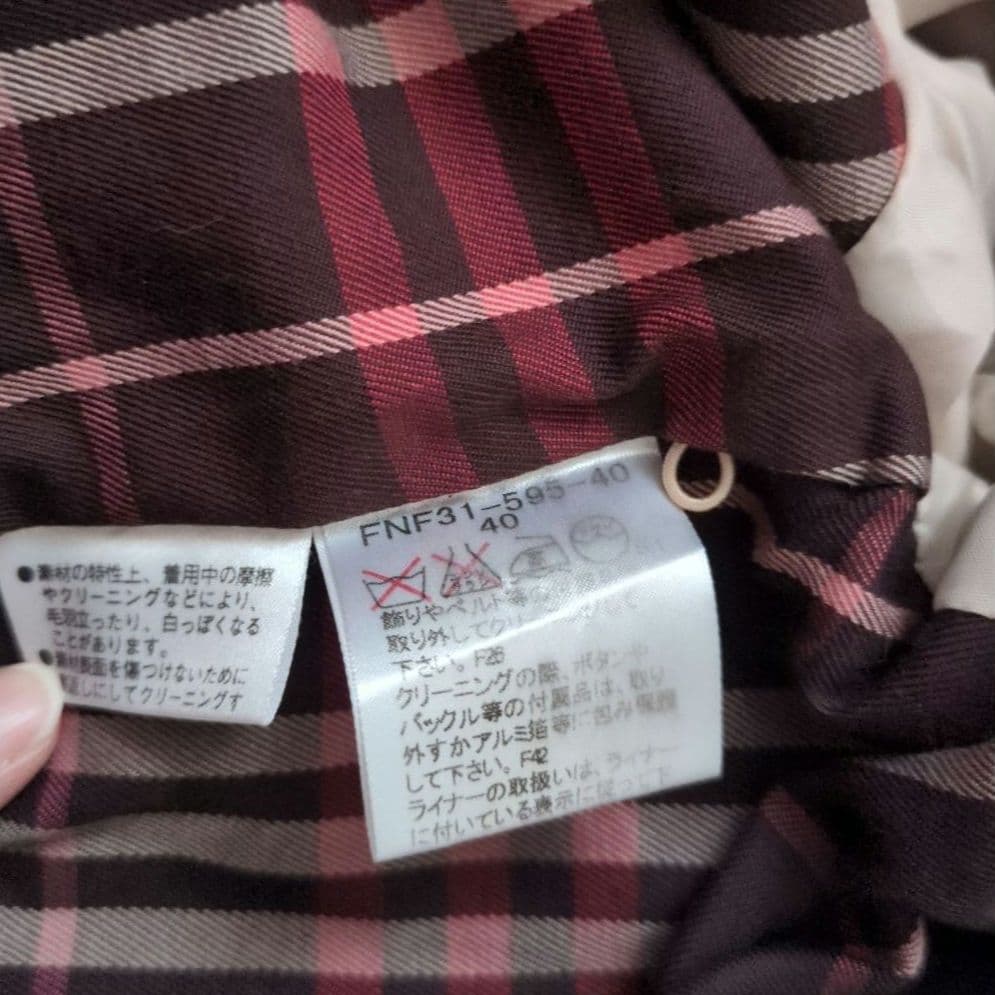 ●素材の特性上、着用中の摩擦
やクリーニングなどにより、
毛羽立ったり、白っぽくなる
ことがあります。
●素材表面を傷つけないために
裏返しにしてクリーニングす
FNF31-595-40
40
飾りやベルト等の
取り外してクリーニング
下さい。F26
クリーニングの際、ボタンや
バックル等の付属品は、取り
外すかアルミ箔等に包み保護
して下さい。F42
ライナーの取扱いは、ライナー
に付いている表示に従って下